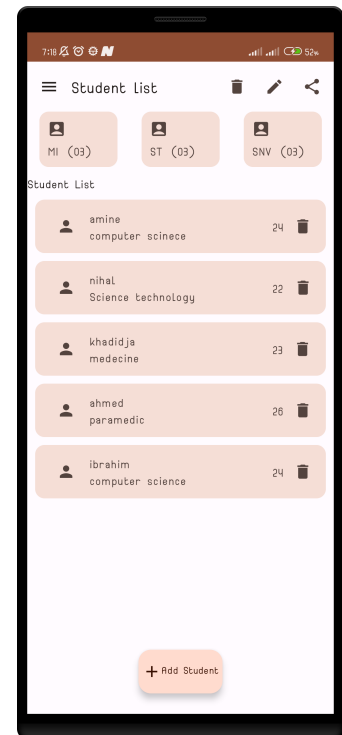 7:18 52%
Student list
MI (03) ST (03) SNV (03)
Student List
amine
computer scinece
24
nihal
Science technology
22
khadidja
medecine
23
ahmed
paramedic
26
ibrahim
computer science
24
+ Add Student